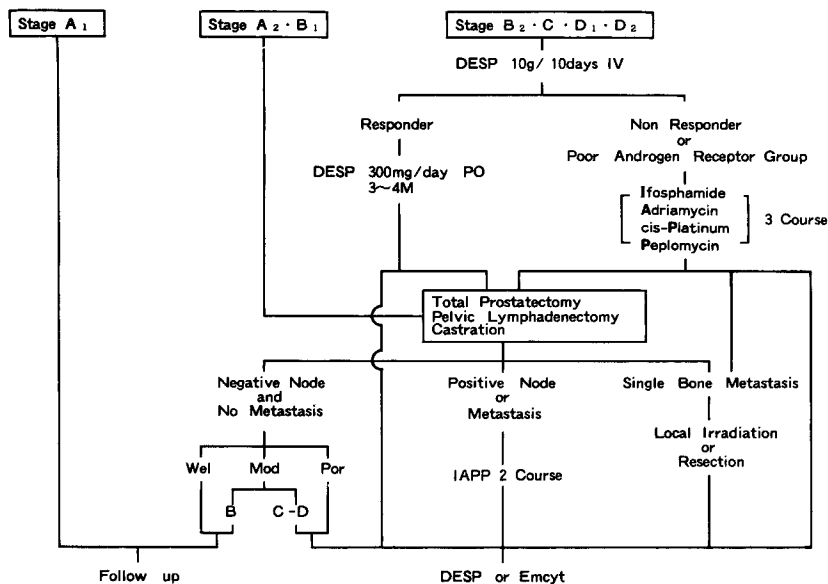 Stage A₁
Stage A₂・B₁
Stage B₂・C・D₁・D₂
DESP 10g/ 10days IV
Responder
Non Responder
or
Poor Androgen Receptor Group
DESP 300mg/day PO
3～4M
Ifosphamide
Adriamycin
cis-Platinum
Peplomycin
3 Course
Total Prostatectomy
Pelvic Lymphadenectomy
Castration
Negative Node
and
No Metastasis
Positive Node
or
Metastasis
Single Bone Metastasis
Local Irradiation
or
Resection
Wel Mod Por
IAPP 2 Course
B C-D
Follow up
DESP or Emcyt